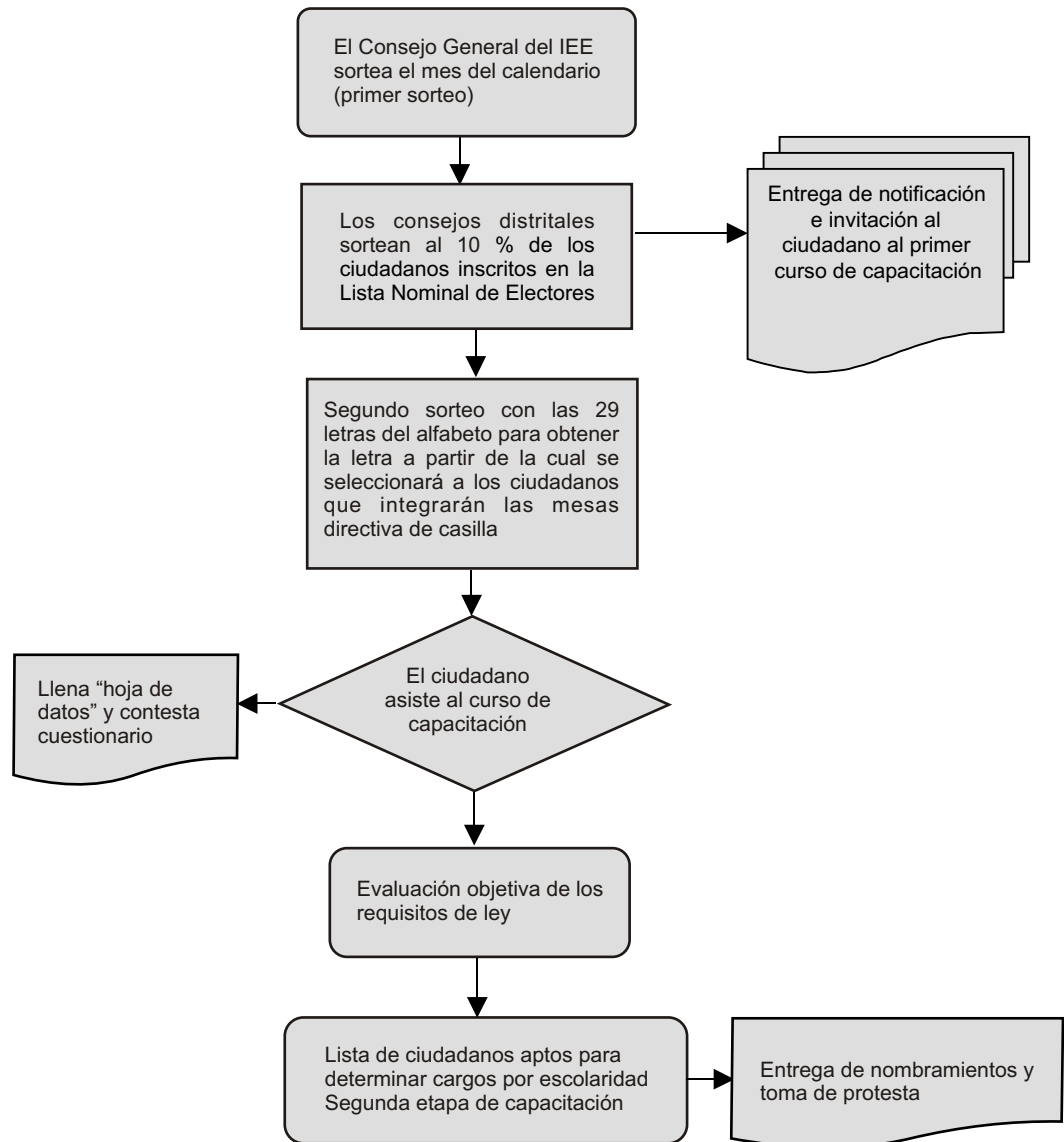 El Consejo General del IEE
sortea el mes del calendario
(primer sorteo)
Los consejos distritales
sortean al 10 % de los
ciudadanos inscritos en la
Lista Nominal de Electores
Entrega de notificación
e invitación al
ciudadano al primer
curso de capacitación
Segundo sorteo con las 29
letras del alfabeto para obtener
la letra a partir de la cual se
seleccionará a los ciudadanos
que integrarán las mesas
directiva de casilla
El ciudadano
asiste al curso de
capacitación
Llena “hoja de
datos” y contesta
cuestionario
Evaluación objetiva de los
requisitos de ley
Lista de ciudadanos aptos para
determinar cargos por escolaridad
Segunda etapa de capacitación
Entrega de nombramientos y
toma de protesta